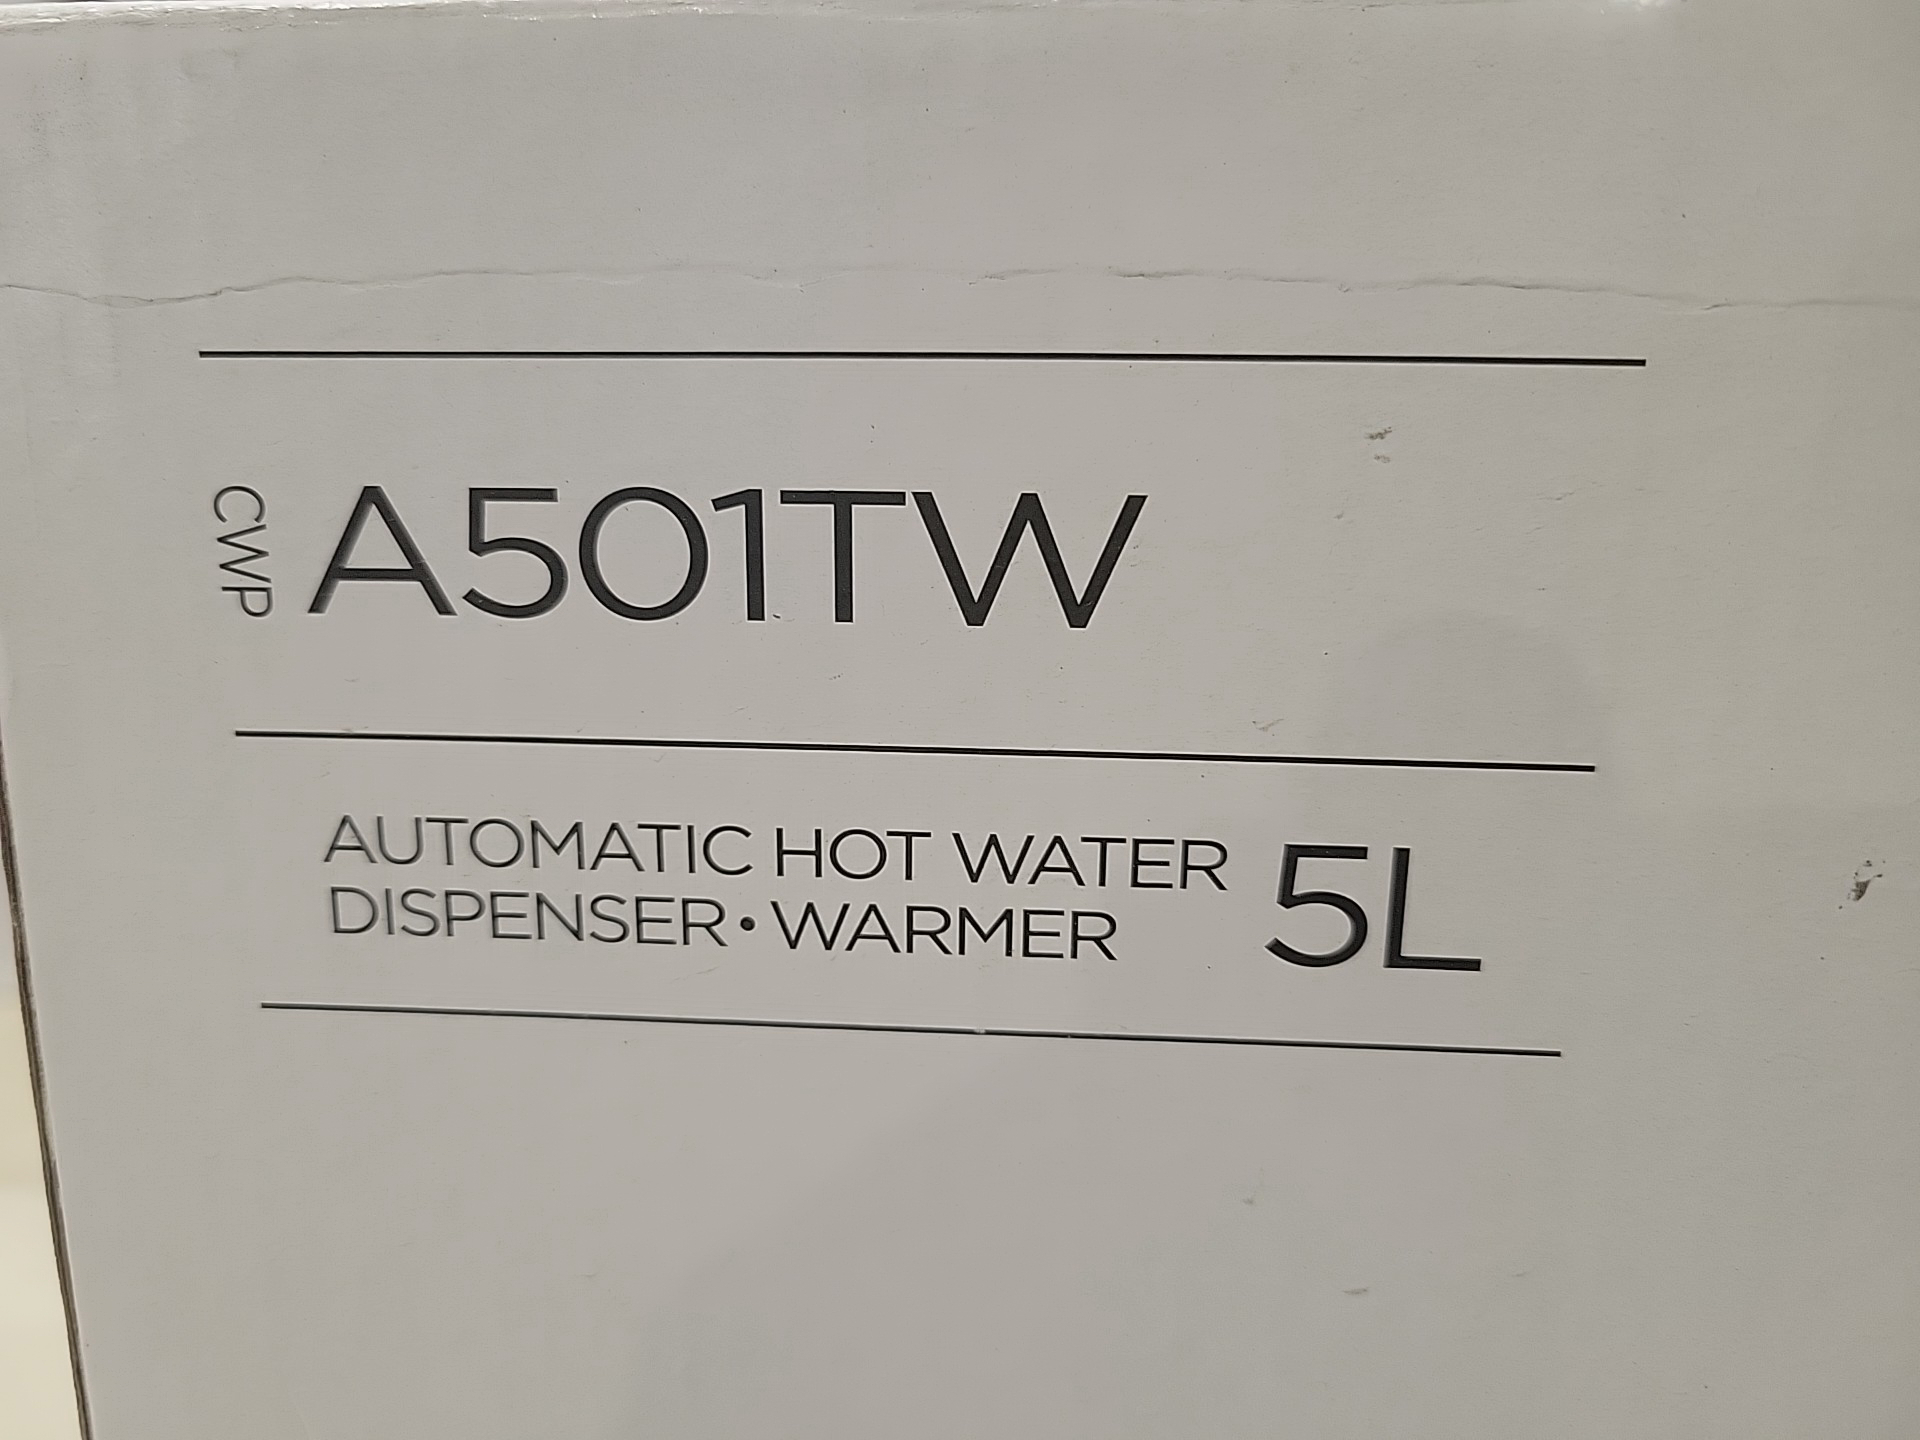 CWP A501TW
AUTOMATIC HOT WATER
DISPENSER • WARMER
5L